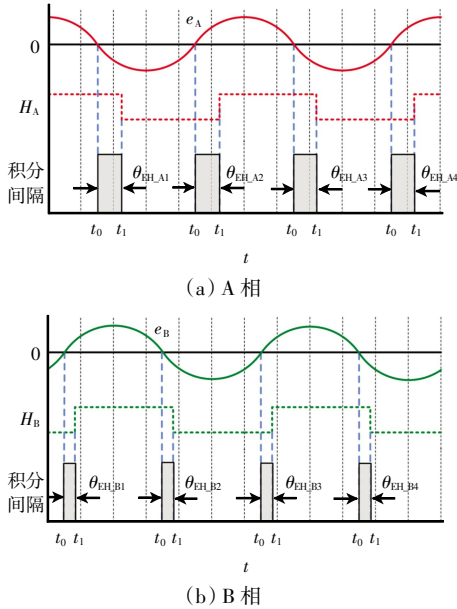 e_A
0
H_A
积分
间隔
θ_EH_A1 θ_EH_A2 θ_EH_A3 θ_EH_A4
t_0 t_1 t_0 t_1 t_0 t_1 t_0 t_1
t
(a) A 相
e_B
0
H_B
积分
间隔
θ_EH_B1 θ_EH_B2 θ_EH_B3 θ_EH_B4
t_0 t_1 t_0 t_1 t_0 t_1 t_0 t_1
t
(b) B 相